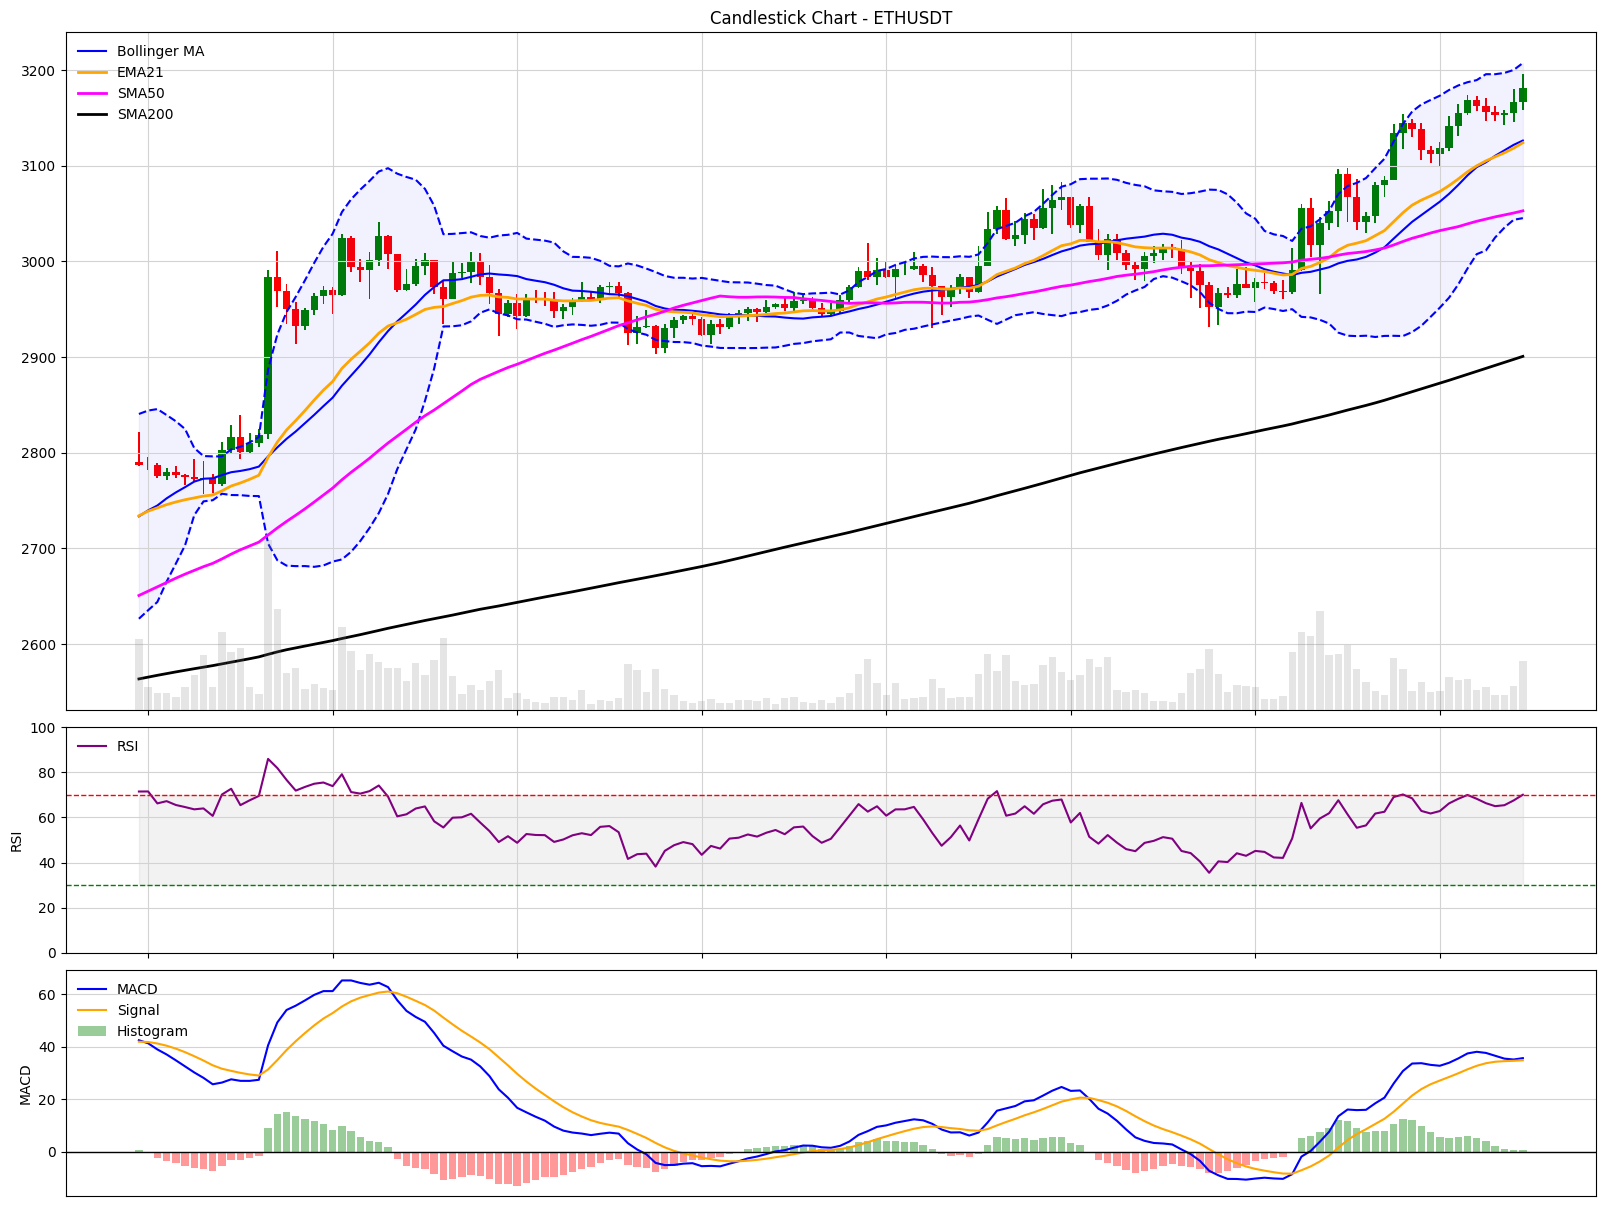 Candlestick Chart - ETHUSDT
Bollinger MA
EMA21
SMA50
SMA200
3200
3100
3000
2900
2800
2700
2600
RSI
100
80
60
40
20
0
RSI
MACD
Signal
Histogram
60
40
20
0
MACD